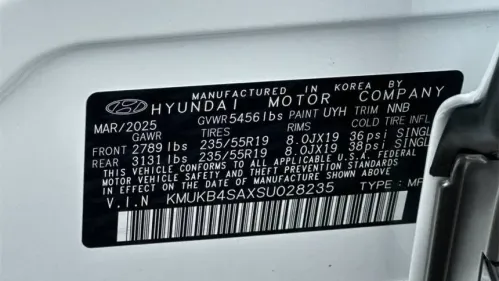 MANUFACTURED IN KOREA BY
HYUNDAI MOTOR COMPANY
MAR/2025 GVWR 5456 lbs PAINT UYH TRIM NNB
GAWR TIRES RIMS COLD TIRE INFL
FRONT 2789 lbs 235/55R19 8.0JX19 36 psi SINGL
REAR 3131 lbs 235/55R19 8.0JX19 38 psi SINGL
THIS VEHICLE CONFORMS TO ALL APPLICABLE U.S.A. FEDERAL
MOTOR VEHICLE SAFETY AND THEFT PREVENTION STANDARDS
IN EFFECT ON THE DATE OF MANUFACTURE SHOWN ABOVE.
V.I.N KMUKB4SAXSU028235 TYPE: MP